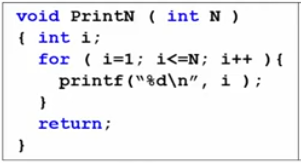 void PrintN ( int N )
{ int i;
for ( i=1; i<=N; i++ ){
printf(“%d\n”, i );
}
return;
}